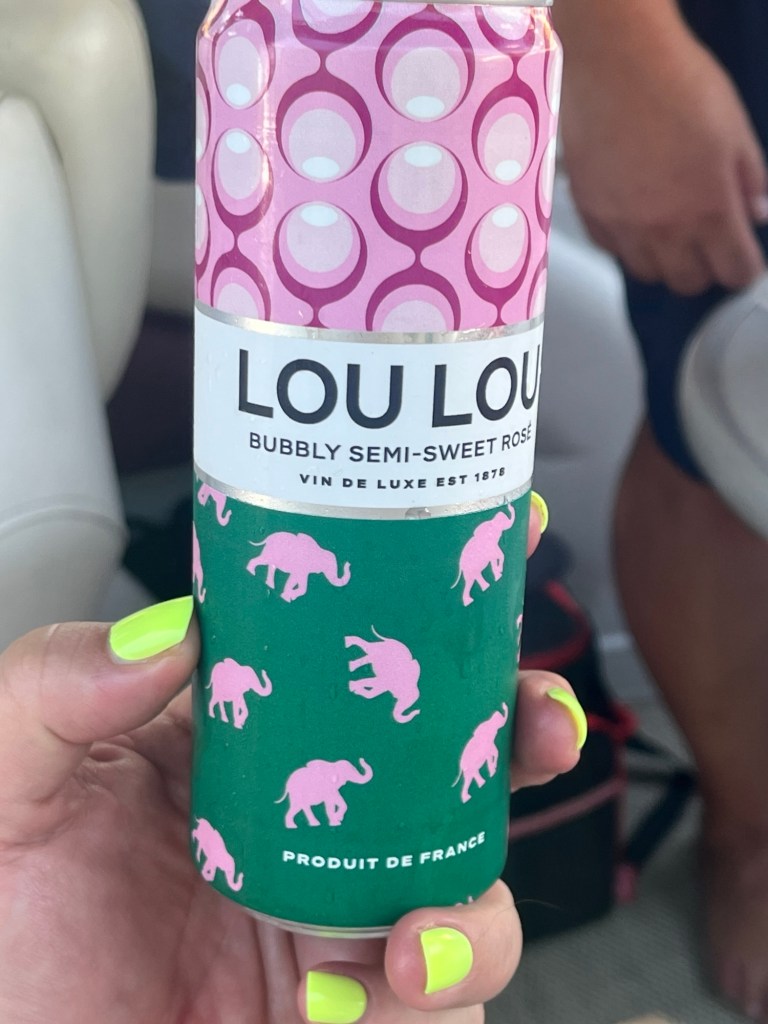 LOU LOU
BUBBLY SEMI-SWEET ROSÉ
VIN DE LUXE EST 1878
PRODUIT DE FRANCE